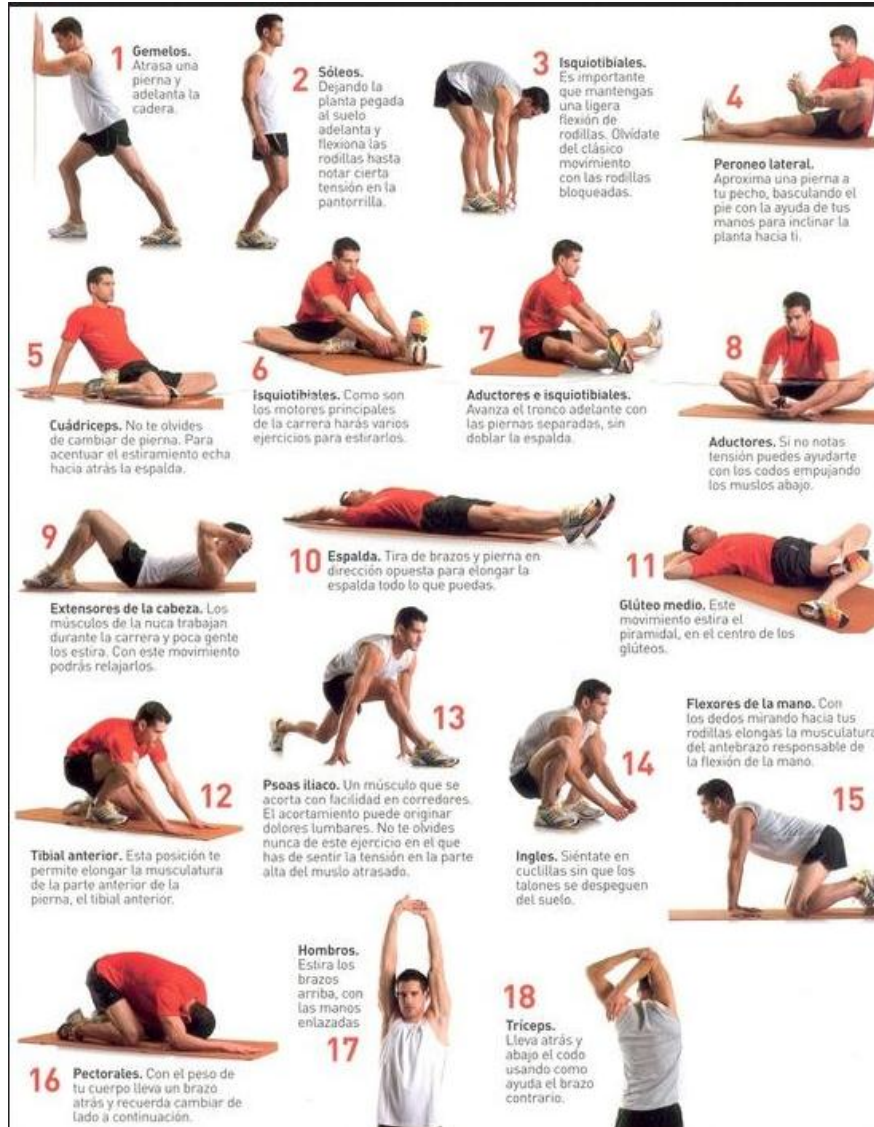 1 Gemelos.
Atrasa una
pierna y
adelanta la
cadera.
2 Sóleos.
Dejando la
planta pegada
al suelo
adelanta y
flexiona las
rodillas hasta
notar cierta
tensión en la
pantorrilla.
3 Isquiotibiales.
Es importante
que mantengas
una ligera
flexión de
rodillas. Olvídate
del clásico
movimiento
con las rodillas
bloqueadas.
4
Peroneo lateral.
Aproxima una pierna a
tu pecho, basculando el
pie con la ayuda de tus
manos para inclinar la
planta hacia ti.
5
Cuádriceps. No te olvides
de cambiar de pierna. Para
acentuar el estiramiento echa
hacia atrás la espalda.
6
Isquiotibiales. Como son
los motores principales
de la carrera harás varios
ejercicios para estirarlos.
7
Aductores e isquiotibiales.
Avanza el tronco adelante con
las piernas separadas, sin
doblar la espalda.
8
Aductores. Si no notas
tensión puedes ayudarte
con los codos empujando
los muslos abajo.
9
Extensores de la cabeza. Los
músculos de la nuca trabajan
durante la carrera y poca gente
los estira. Con este movimiento
podrás relajarlos.
10 Espalda. Tira de brazos y pierna en
dirección opuesta para elongar la
espalda todo lo que puedas.
11
Glúteo medio. Este
movimiento estira el
piramidal, en el centro de los
glúteos.
12
Tibial anterior. Esta posición te
permite elongar la musculatura
de la parte anterior de la
pierna, el tibial anterior.
13
Psoas iliaco. Un músculo que se
acorta con facilidad en corredores.
El acortamiento puede originar
dolores lumbares. No te olvides
nunca de este ejercicio en el que
has de sentir la tensión en la parte
alta del muslo atrasado.
14
Ingles. Siéntate en
cuclillas sin que los
talones se despeguen
del suelo.
Flexores de la mano. Con
los dedos mirando hacia tus
rodillas elongas la musculatura
del antebrazo responsable de
la flexión de la mano.
15
16 Pectorales. Con el peso de
tu cuerpo lleva un brazo
atrás y recuerda cambiar de
lado a continuación.
Hombros.
Estira los
brazos
arriba, con
las manos
enlazadas
17
18
Tríceps.
Lleva atrás y
abajo el codo
usando como
ayuda el brazo
contrario.